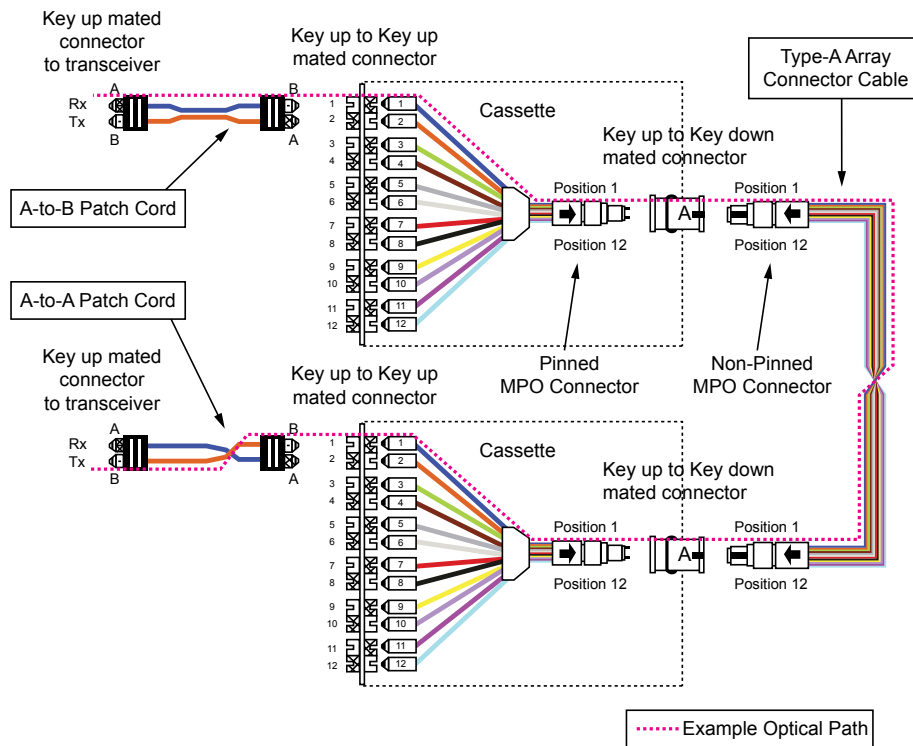 Key up mated
connector
to transceiver
Key up to Key up
mated connector
Type-A Array
Connector Cable
A
B
Rx
Tx
B
A
Cassette
Key up to Key down
mated connector
A-to-B Patch Cord
1
2
3
4
5
6
7
8
9
10
11
12
1
2
3
4
5
6
7
8
9
10
11
12
Position 1
Position 12
A
Position 1
Position 12
A-to-A Patch Cord
Pinned
MPO Connector
Non-Pinned
MPO Connector
Key up mated
connector
to transceiver
Key up to Key up
mated connector
A
B
Rx
Tx
B
A
Cassette
Key up to Key down
mated connector
1
2
3
4
5
6
7
8
9
10
11
12
1
2
3
4
5
6
7
8
9
10
11
12
Position 1
Position 12
A
Position 1
Position 12
Example Optical Path